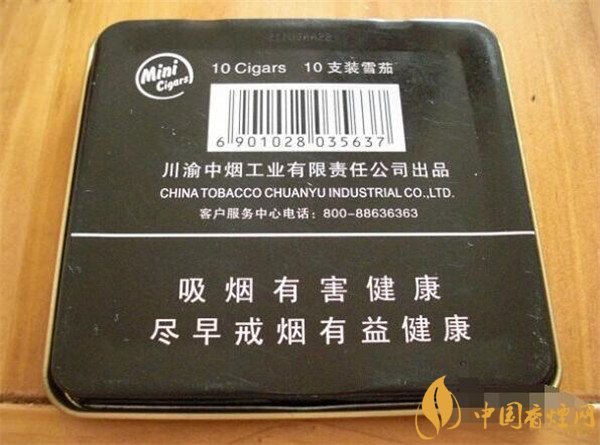 Mini
Cigars
10 Cigars 10 支装雪茄
6 901028 035637
川渝中烟工业有限责任公司出品
CHINA TOBACCO CHUANYU INDUSTRIAL CO.,LTD.
客户服务中心电话：800-88636363
吸烟有害健康
尽早戒烟有益健康
中国香烟网